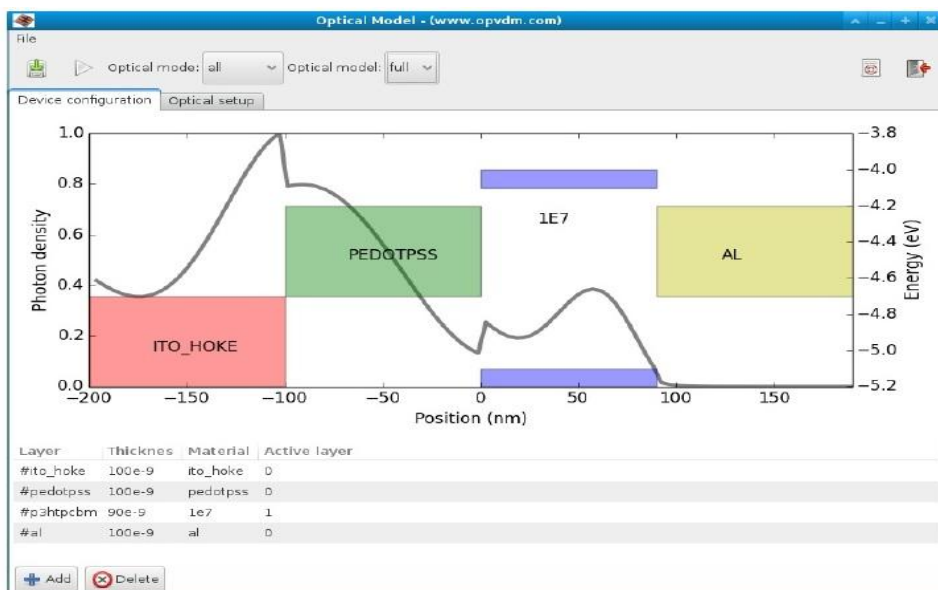 Optical Model - (www.opvdm.com)
File
Optical mode: all Optical model: full
Device configuration Optical setup
1.0 −3.8
0.8 −4.0
−4.2
0.6 1E7
PEDOTPSS AL −4.4
0.4 −4.6
−4.8
0.2 ITO_HOKE −5.0
0.0 −5.2
Photon density
Energy (eV)
−200 −150 −100 −50 0 50 100 150
Position (nm)
Layer Thicknes Material Active layer
#ito_hoke 100e-9 ito_hoke 0
#pedotpss 100e-9 pedotpss 0
#p3htpcbm 90e-9 1e7 1
#al 100e-9 al 0
Add Delete